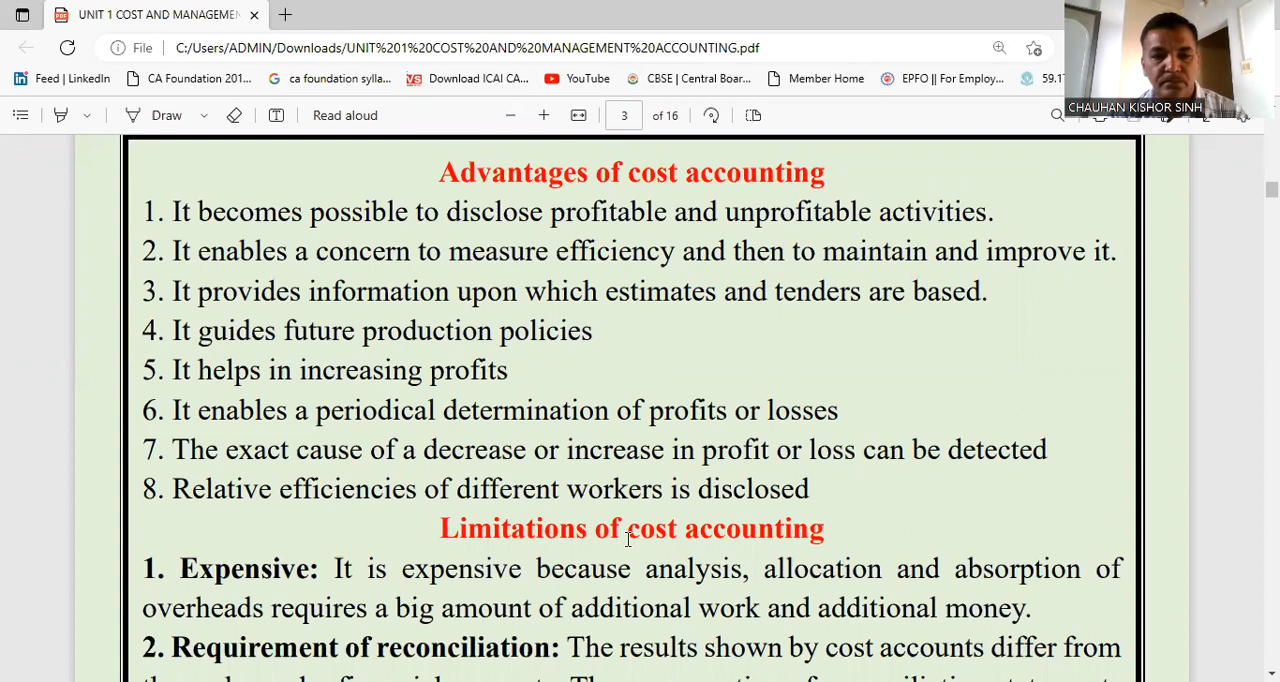 UNIT 1 COST AND MANAGEMEN
File
C:/Users/ADMIN/Downloads/UNIT%201%20COST%20AND%20MANAGEMENT%20ACCOUNTING.pdf
Feed | LinkedIn
CA Foundation 201...
ca foundation sylla...
Download ICAI CA...
YouTube
CBSE | Central Boar...
Member Home
EPFO || For Employ...
59.1
CHAUHAN KISHOR SINH
Draw
Read aloud
3
of 16
Advantages of cost accounting
1. It becomes possible to disclose profitable and unprofitable activities.
2. It enables a concern to measure efficiency and then to maintain and improve it.
3. It provides information upon which estimates and tenders are based.
4. It guides future production policies
5. It helps in increasing profits
6. It enables a periodical determination of profits or losses
7. The exact cause of a decrease or increase in profit or loss can be detected
8. Relative efficiencies of different workers is disclosed
Limitations of cost accounting
1. Expensive: It is expensive because analysis, allocation and absorption of
overheads requires a big amount of additional work and additional money.
2. Requirement of reconciliation: The results shown by cost accounts differ from